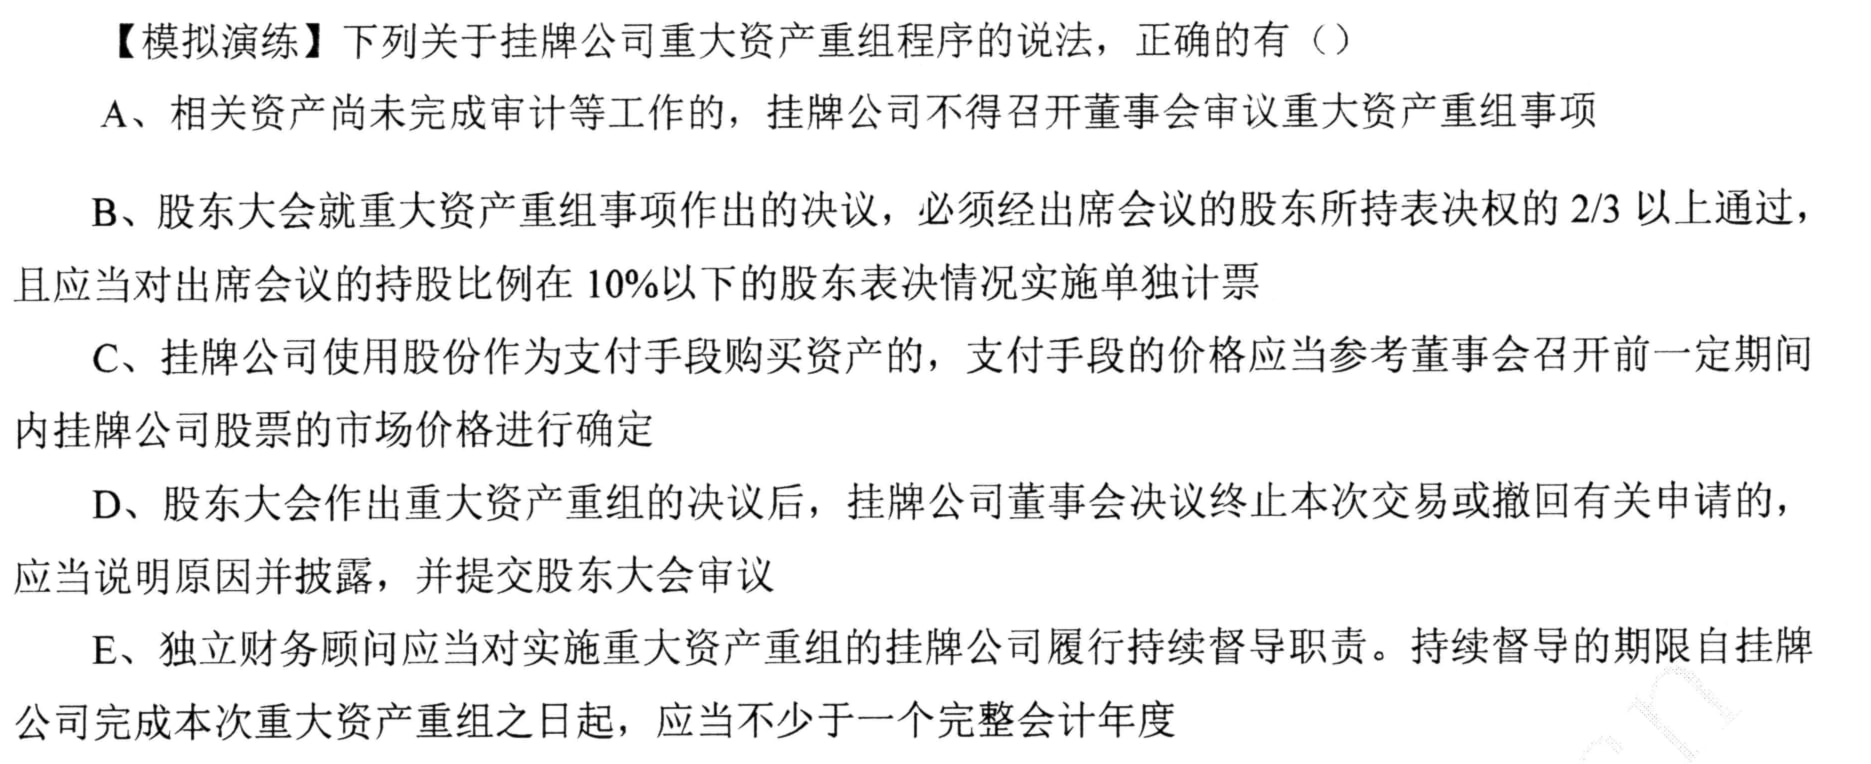 【模拟演练】下列关于挂牌公司重大资产重组程序的说法，正确的有（）
A、相关资产尚未完成审计等工作的，挂牌公司不得召开董事会审议重大资产重组事项
B、股东大会就重大资产重组事项作出的决议，必须经出席会议的股东所持表决权的 2/3 以上通过，
且应当对出席会议的持股比例在 10%以下的股东表决情况实施单独计票
C、挂牌公司使用股份作为支付手段购买资产的，支付手段的价格应当参考董事会召开前一定期间
内挂牌公司股票的市场价格进行确定
D、股东大会作出重大资产重组的决议后，挂牌公司董事会决议终止本次交易或撤回有关申请的，
应当说明原因并披露，并提交股东大会审议
E、独立财务顾问应当对实施重大资产重组的挂牌公司履行持续督导职责。持续督导的期限自挂牌
公司完成本次重大资产重组之日起，应当不少于一个完整会计年度